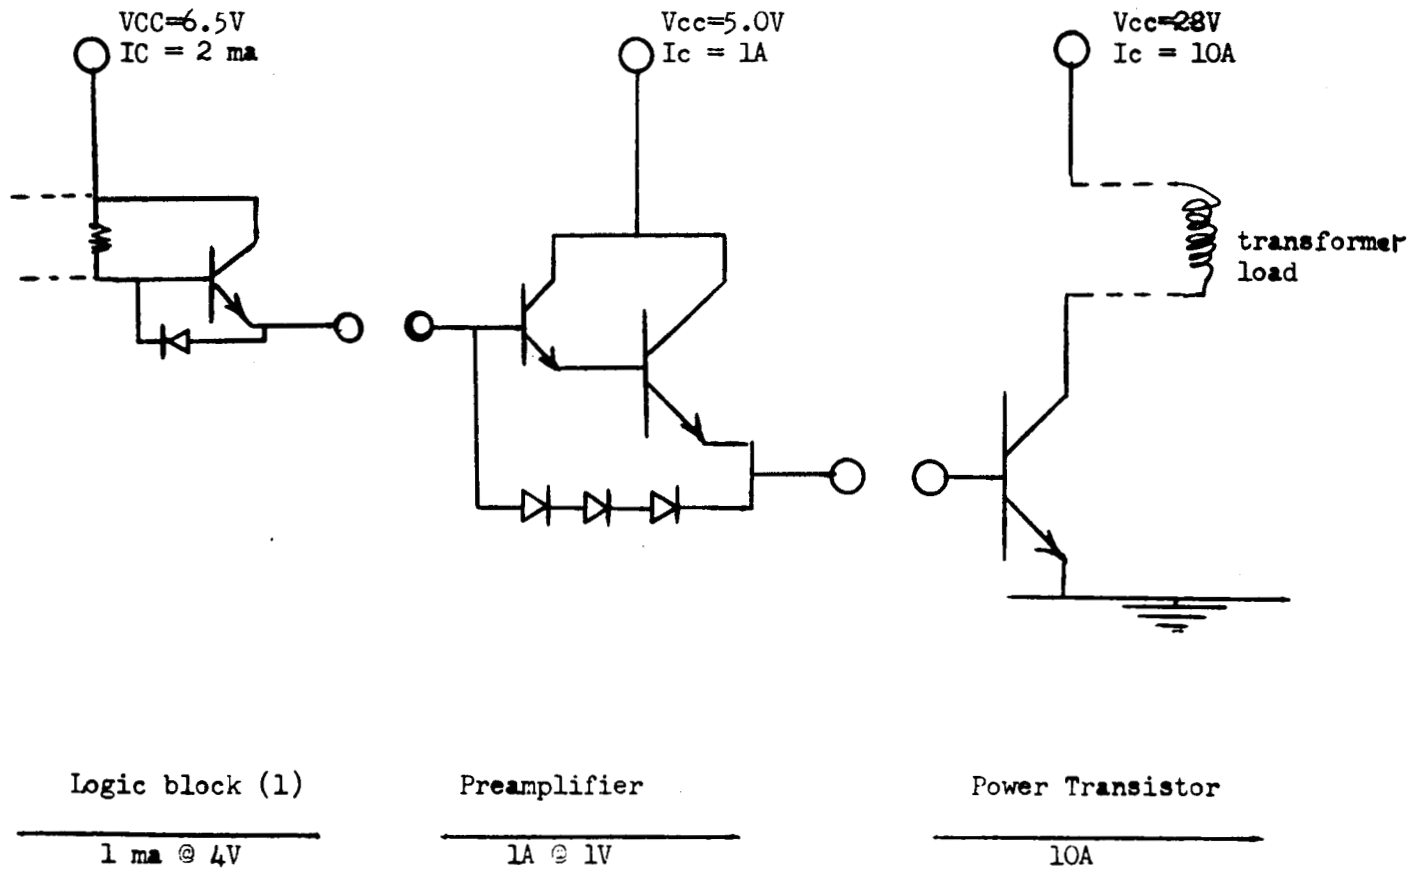 VCC=6.5V
IC = 2 ma
Vcc=5.0V
Ic = 1A
Vcc=28V
Ic = 10A
transformer
load
Logic block (1)
Preamplifier
Power Transistor
1 ma @ 4V
1A @ 1V
10A